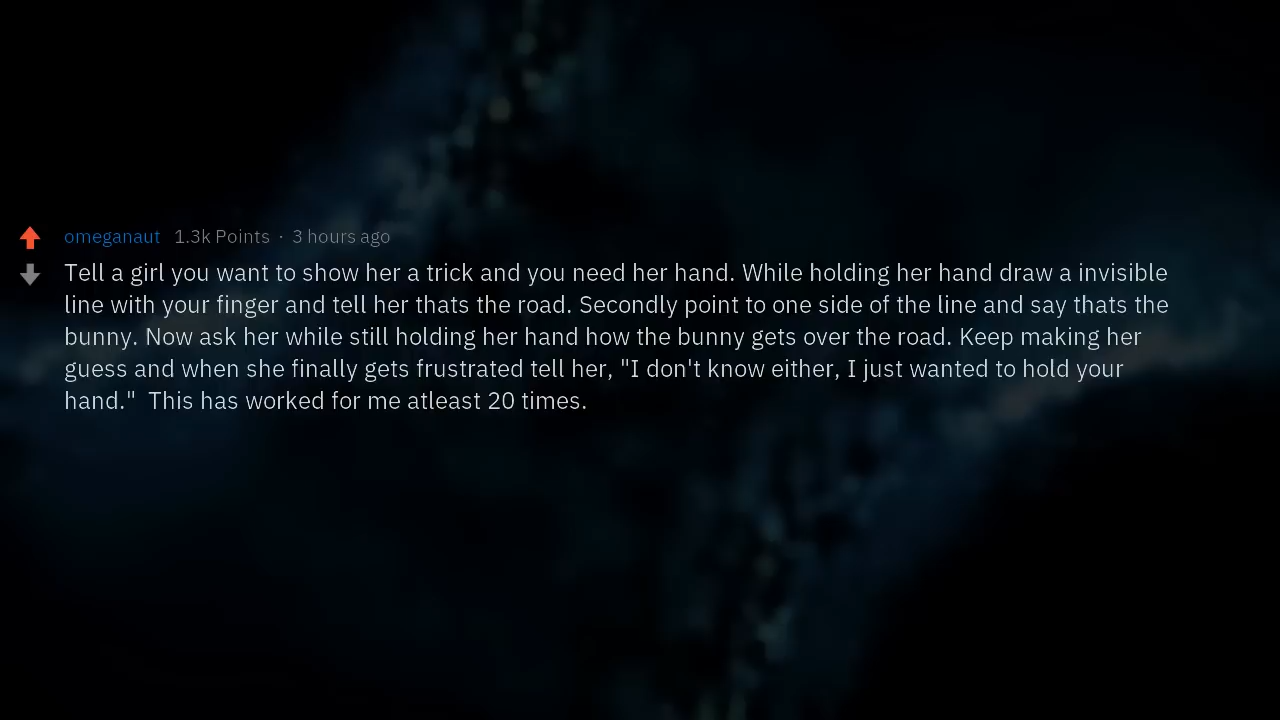 omeganaut 1.3k Points · 3 hours ago
Tell a girl you want to show her a trick and you need her hand. While holding her hand draw a invisible
line with your finger and tell her thats the road. Secondly point to one side of the line and say thats the
bunny. Now ask her while still holding her hand how the bunny gets over the road. Keep making her
guess and when she finally gets frustrated tell her, "I don't know either, I just wanted to hold your
hand."  This has worked for me atleast 20 times.